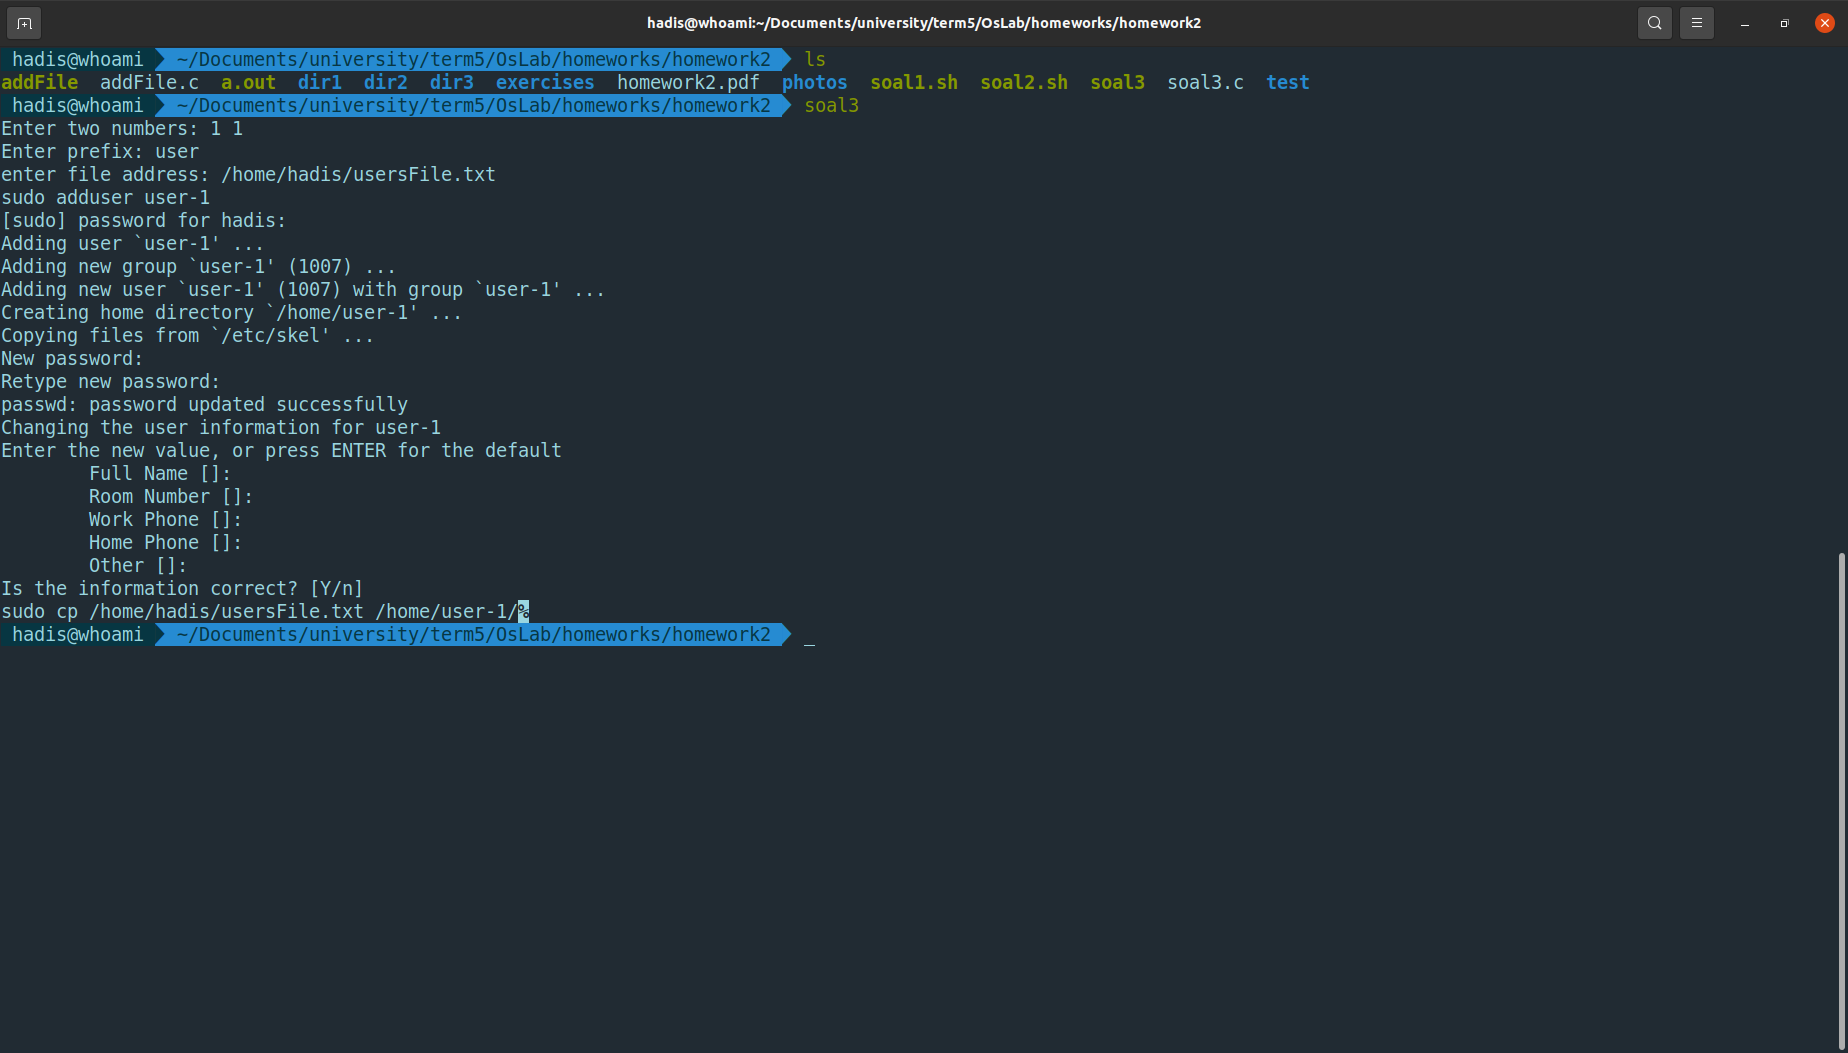 hadis@whoami:~/Documents/university/term5/OsLab/homeworks/homework2
hadis@whoami ~/Documents/university/term5/OsLab/homeworks/homework2 ls
addFile addFile.c a.out dir1 dir2 dir3 exercises homework2.pdf photos soal1.sh soal2.sh soal3 soal3.c test
hadis@whoami ~/Documents/university/term5/OsLab/homeworks/homework2 soal3
Enter two numbers: 1 1
Enter prefix: user
enter file address: /home/hadis/usersFile.txt
sudo adduser user-1
[sudo] password for hadis:
Adding user `user-1' ...
Adding new group `user-1' (1007) ...
Adding new user `user-1' (1007) with group `user-1' ...
Creating home directory `/home/user-1' ...
Copying files from `/etc/skel' ...
New password:
Retype new password:
passwd: password updated successfully
Changing the user information for user-1
Enter the new value, or press ENTER for the default
Full Name []:
Room Number []:
Work Phone []:
Home Phone []:
Other []:
Is the information correct? [Y/n]
sudo cp /home/hadis/usersFile.txt /home/user-1/%
hadis@whoami ~/Documents/university/term5/OsLab/homeworks/homework2 _